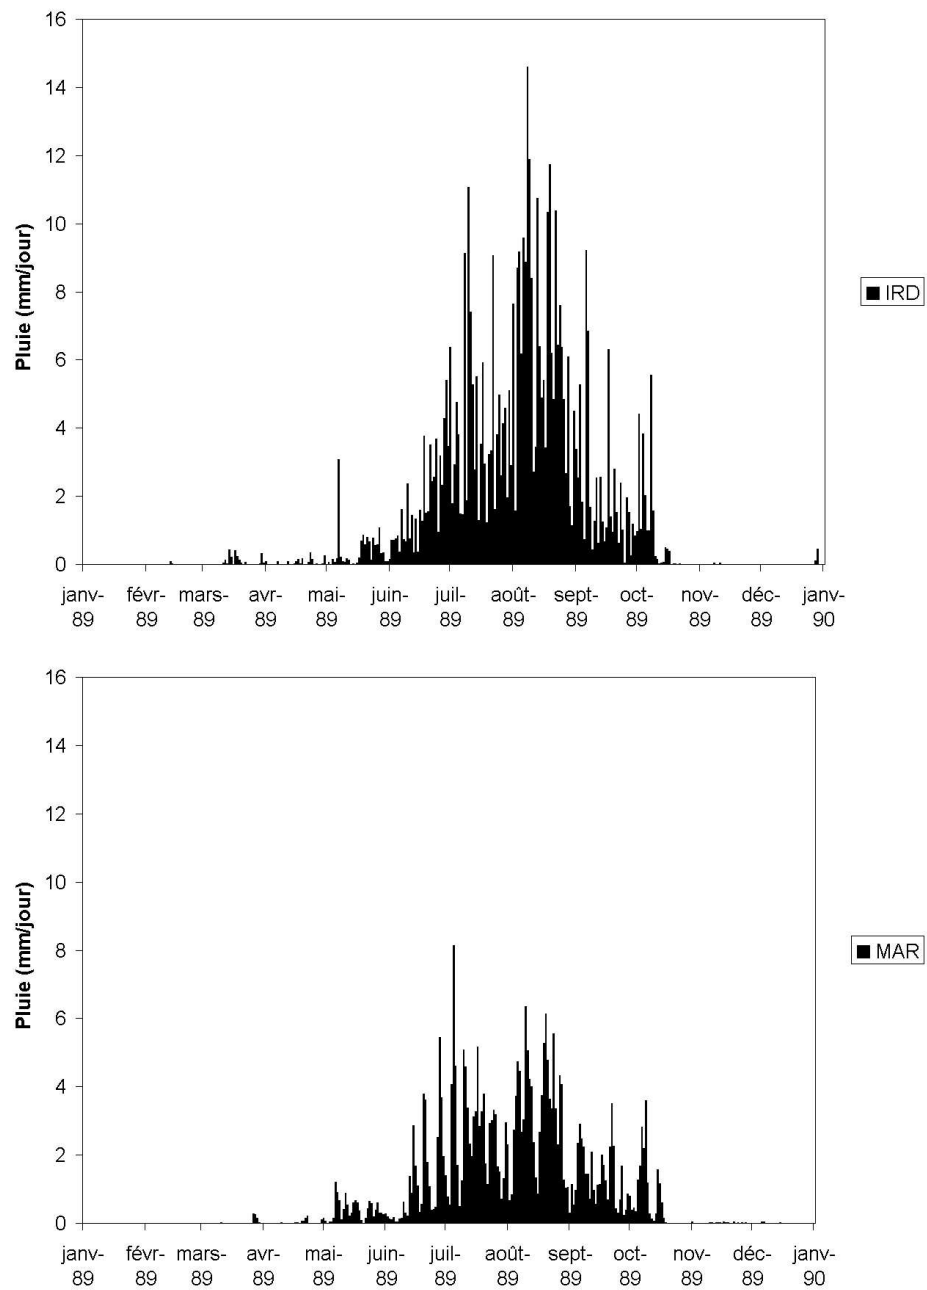 16
14
12
10
8
6
4
2
0
Pluie (mm/jour)
janv- févr- mars- avr- mai- juin- juil- août- sept- oct- nov- déc- janv-
89 89 89 89 89 89 89 89 89 89 89 89 90
IRD
16
14
12
10
8
6
4
2
0
Pluie (mm/jour)
janv- févr- mars- avr- mai- juin- juil- août- sept- oct- nov- déc- janv-
89 89 89 89 89 89 89 89 89 89 89 89 90
MAR